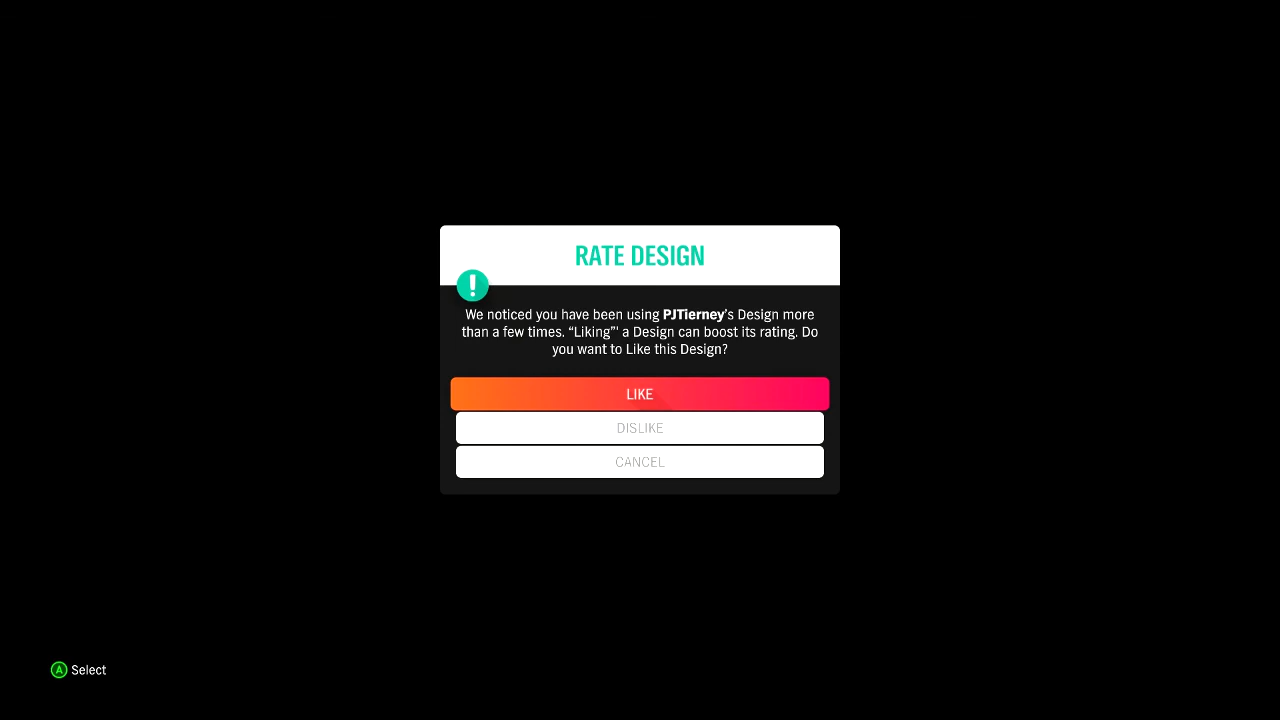 RATE DESIGN
!
We noticed you have been using PJTierney's Design more
than a few times. “Liking”' a Design can boost its rating. Do
you want to Like this Design?
LIKE
DISLIKE
CANCEL
A Select